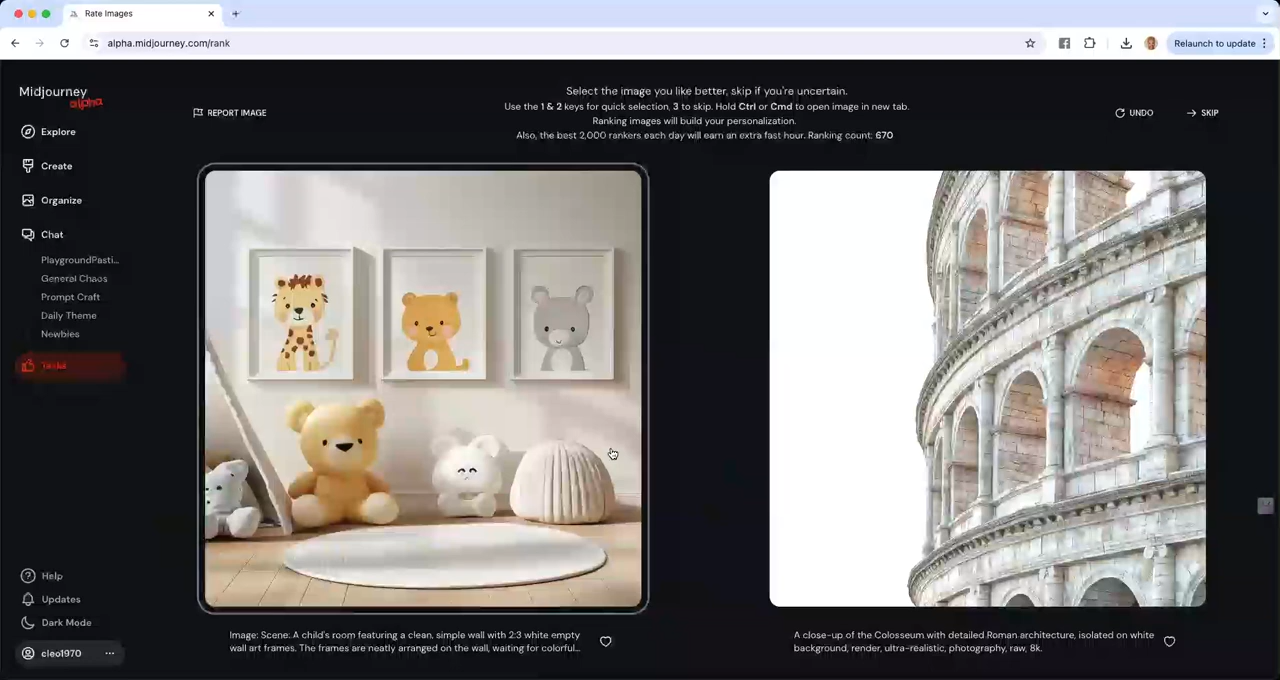 Rate Images
alpha.midjourney.com/rank
Relaunch to update
Midjourney
alpha
Explore
Create
Organize
Chat
PlaygroundPasti...
General Chaos
Prompt Craft
Daily Theme
Newbies
Tasks
Help
Updates
Dark Mode
cleo1970
REPORT IMAGE
Select the image you like better, skip if you're uncertain.
Use the 1 & 2 keys for quick selection, 3 to skip. Hold Ctrl or Cmd to open image in new tab.
Ranking images will build your personalization.
Also, the best 2,000 rankers each day will earn an extra fast hour. Ranking count: 670
UNDO
SKIP
Image: Scene: A child's room featuring a clean, simple wall with 2:3 white empty
wall art frames. The frames are neatly arranged on the wall, waiting for colorful...
A close-up of the Colosseum with detailed Roman architecture, isolated on white
background, render, ultra-realistic, photography, raw, 8k.